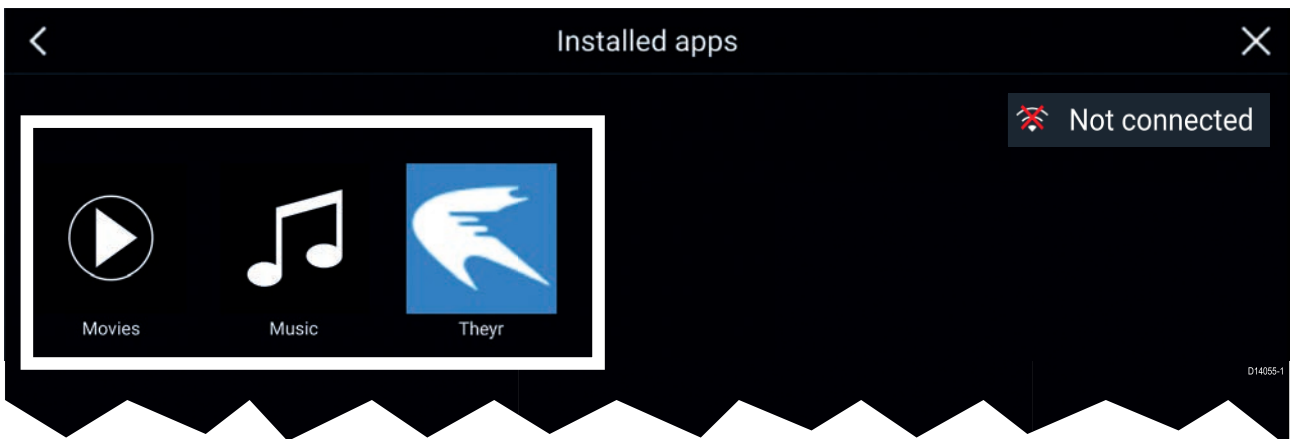 Installed apps
Not connected
Movies
Music
Theyr
D14055-1